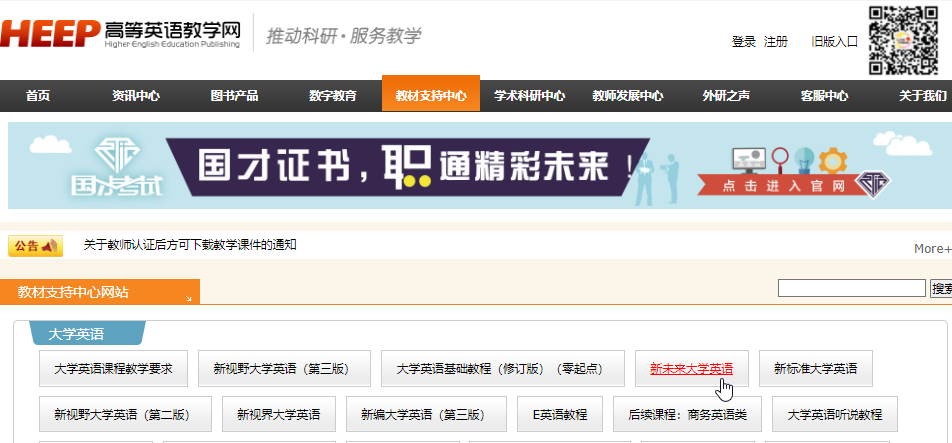 HEEP 高等英语教学网
Higher English Education Publishing
推动科研·服务教学
登录 注册 旧版入口
首页 资讯中心 图书产品 数字教育 教材支持中心 学术科研中心 教师发展中心 外研之声 客服中心 关于我们
国才考试
国才证书，职通精彩未来！
点击进入官网
公告 关于教师认证后方可下载教学课件的通知
More+
教材支持中心网站
搜索
大学英语
大学英语课程教学要求 新视野大学英语（第三版） 大学英语基础教程（修订版）（零起点） 新未来大学英语 新标准大学英语
新视野大学英语（第二版） 新视界大学英语 新编大学英语（第三版） E英语教程 后续课程：商务英语类 大学英语听说教程